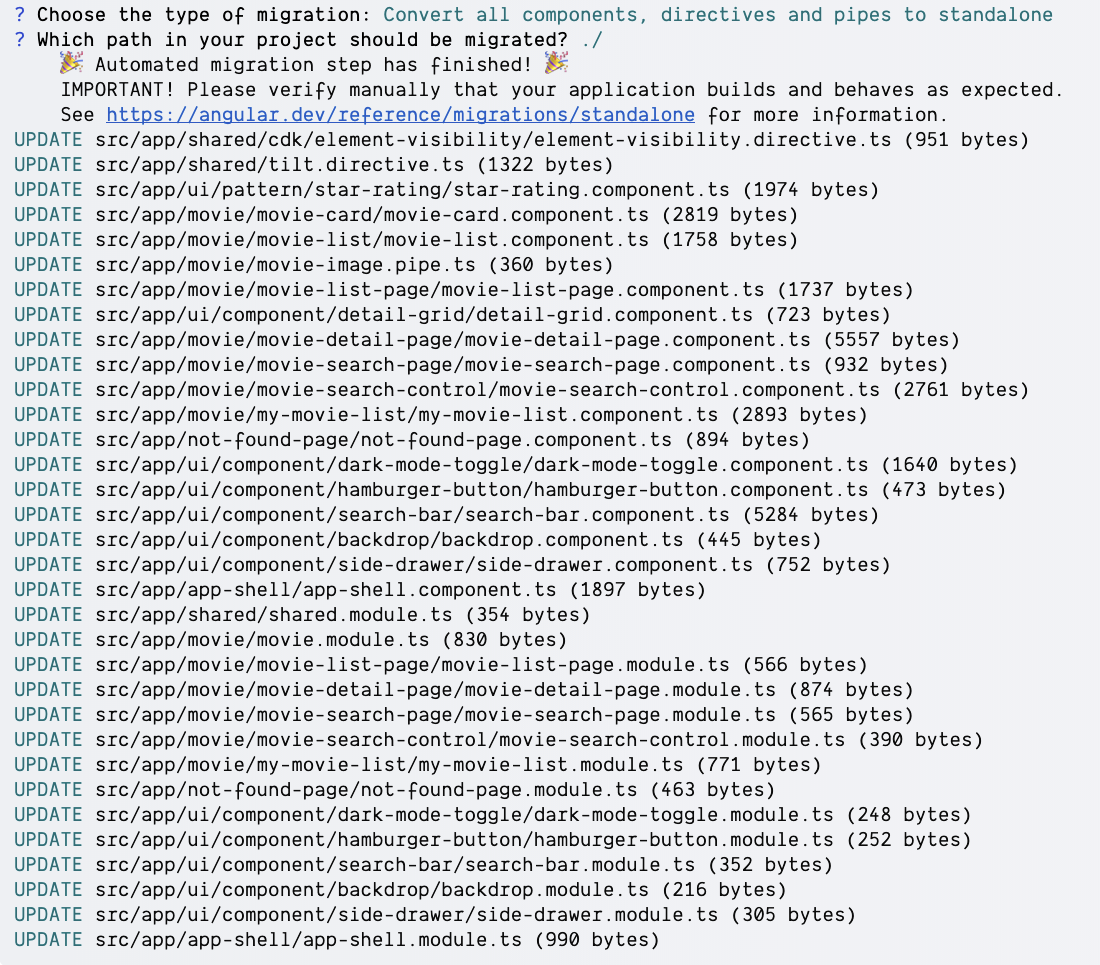 ? Choose the type of migration: Convert all components, directives and pipes to standalone
? Which path in your project should be migrated? ./
🎉 Automated migration step has finished! 🎉
IMPORTANT! Please verify manually that your application builds and behaves as expected.
See https://angular.dev/reference/migrations/standalone for more information.
UPDATE src/app/shared/cdk/element-visibility/element-visibility.directive.ts (951 bytes)
UPDATE src/app/shared/tilt.directive.ts (1322 bytes)
UPDATE src/app/ui/pattern/star-rating/star-rating.component.ts (1974 bytes)
UPDATE src/app/movie/movie-card/movie-card.component.ts (2819 bytes)
UPDATE src/app/movie/movie-list/movie-list.component.ts (1758 bytes)
UPDATE src/app/movie/movie-image.pipe.ts (360 bytes)
UPDATE src/app/movie/movie-list-page/movie-list-page.component.ts (1737 bytes)
UPDATE src/app/ui/component/detail-grid/detail-grid.component.ts (723 bytes)
UPDATE src/app/movie/movie-detail-page/movie-detail-page.component.ts (5557 bytes)
UPDATE src/app/movie/movie-search-page/movie-search-page.component.ts (932 bytes)
UPDATE src/app/movie/movie-search-control/movie-search-control.component.ts (2761 bytes)
UPDATE src/app/movie/my-movie-list/my-movie-list.component.ts (2893 bytes)
UPDATE src/app/not-found-page/not-found-page.component.ts (894 bytes)
UPDATE src/app/ui/component/dark-mode-toggle/dark-mode-toggle.component.ts (1640 bytes)
UPDATE src/app/ui/component/hamburger-button/hamburger-button.component.ts (473 bytes)
UPDATE src/app/ui/component/search-bar/search-bar.component.ts (5284 bytes)
UPDATE src/app/ui/component/backdrop/backdrop.component.ts (445 bytes)
UPDATE src/app/ui/component/side-drawer/side-drawer.component.ts (752 bytes)
UPDATE src/app/app-shell/app-shell.component.ts (1897 bytes)
UPDATE src/app/shared/shared.module.ts (354 bytes)
UPDATE src/app/movie/movie.module.ts (830 bytes)
UPDATE src/app/movie/movie-list-page/movie-list-page.module.ts (566 bytes)
UPDATE src/app/movie/movie-detail-page/movie-detail-page.module.ts (874 bytes)
UPDATE src/app/movie/movie-search-page/movie-search-page.module.ts (565 bytes)
UPDATE src/app/movie/movie-search-control/movie-search-control.module.ts (390 bytes)
UPDATE src/app/movie/my-movie-list/my-movie-list.module.ts (771 bytes)
UPDATE src/app/not-found-page/not-found-page.module.ts (463 bytes)
UPDATE src/app/ui/component/dark-mode-toggle/dark-mode-toggle.module.ts (248 bytes)
UPDATE src/app/ui/component/hamburger-button/hamburger-button.module.ts (252 bytes)
UPDATE src/app/ui/component/search-bar/search-bar.module.ts (352 bytes)
UPDATE src/app/ui/component/backdrop/backdrop.module.ts (216 bytes)
UPDATE src/app/ui/component/side-drawer/side-drawer.module.ts (305 bytes)
UPDATE src/app/app-shell/app-shell.module.ts (990 bytes)